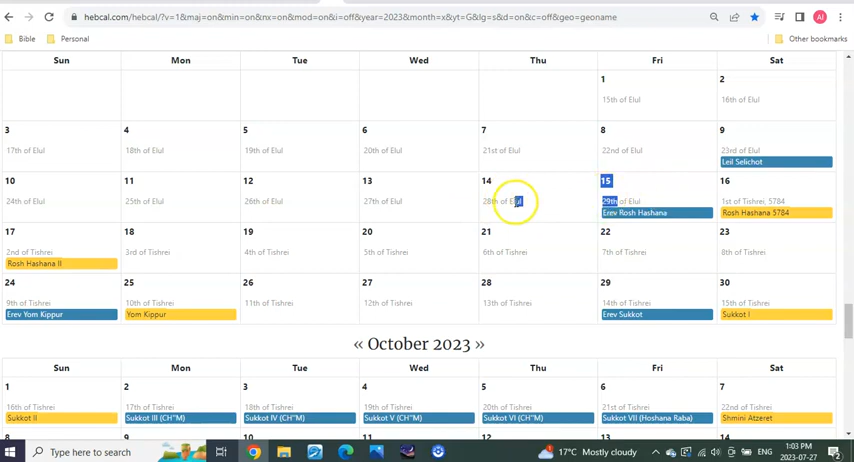 hebcal.com/hebcal/?v=1&maj=on&min=on&nx=on&mod=on&i=off&year=2023&month=x&yt=G&lg=s&d=on&c=off&geo=geoname
AI
Bible Personal Other bookmarks
Sun Mon Tue Wed Thu Fri Sat
1 2
15th of Elul 16th of Elul
3 4 5 6 7 8 9
17th of Elul 18th of Elul 19th of Elul 20th of Elul 21st of Elul 22nd of Elul 23rd of Elul
Leil Selichot
10 11 12 13 14 15 16
24th of Elul 25th of Elul 26th of Elul 27th of Elul 28th of Elul 29th of Elul 1st of Tishrei, 5784
Erev Rosh Hashana Rosh Hashana 5784
17 18 19 20 21 22 23
2nd of Tishrei 3rd of Tishrei 4th of Tishrei 5th of Tishrei 6th of Tishrei 7th of Tishrei 8th of Tishrei
Rosh Hashana II
24 25 26 27 28 29 30
9th of Tishrei 10th of Tishrei 11th of Tishrei 12th of Tishrei 13th of Tishrei 14th of Tishrei 15th of Tishrei
Erev Yom Kippur Yom Kippur Erev Sukkot Sukkot I
« October 2023 »
Sun Mon Tue Wed Thu Fri Sat
1 2 3 4 5 6 7
16th of Tishrei 17th of Tishrei 18th of Tishrei 19th of Tishrei 20th of Tishrei 21st of Tishrei 22nd of Tishrei
Sukkot II Sukkot III (CH''M) Sukkot IV (CH''M) Sukkot V (CH''M) Sukkot VI (CH''M) Sukkot VII (Hoshana Raba) Shmini Atzeret
8 9 10 11 12 13 14
Type here to search 17°C Mostly cloudy ENG 1:03 PM
2023-07-27 2